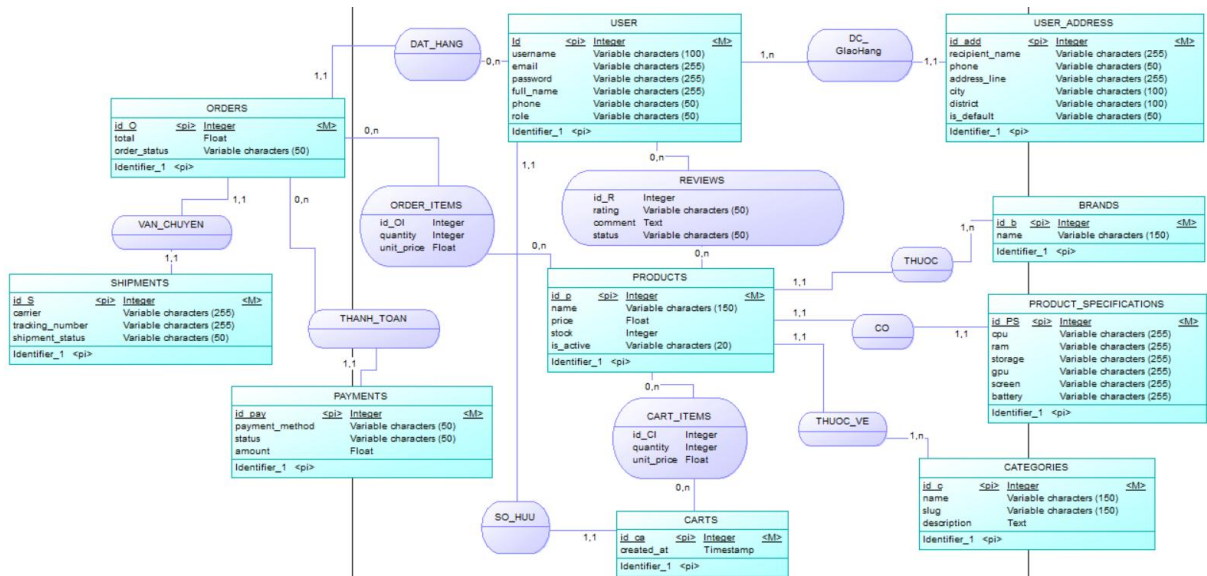 USER
Id <pi> Integer <M>
username Variable characters (100)
email Variable characters (255)
password Variable characters (255)
full_name Variable characters (255)
phone Variable characters (50)
role Variable characters (50)
Identifier_1 <pi>
DAT_HANG
1,1
0,n
DC_
GIaoHang
1,n
1,1
USER_ADDRESS
id_add <pi> Integer <M>
recipient_name Variable characters (255)
phone Variable characters (50)
address_line Variable characters (255)
city Variable characters (100)
district Variable characters (100)
is_default Variable characters (50)
Identifier_1 <pi>
ORDERS
id_O <pi> Integer <M>
total Float
order_status Variable characters (50)
Identifier_1 <pi>
0,n
ORDER_ITEMS
id_OI Integer
quantity Integer
unit_price Float
0,n
1,1
0,n
REVIEWS
id_R Integer
rating Variable characters (50)
comment Text
status Variable characters (50)
0,n
1,1
VAN_CHUYEN
1,1
0,n
SHIPMENTS
id_S <pi> Integer <M>
carrier Variable characters (255)
tracking_number Variable characters (255)
shipment_status Variable characters (50)
Identifier_1 <pi>
THANH_TOAN
1,1
PAYMENTS
id_pay <pi> Integer <M>
payment_method Variable characters (50)
status Variable characters (50)
amount Float
Identifier_1 <pi>
PRODUCTS
id_p <pi> Integer <M>
name Variable characters (150)
price Float
stock Integer
is_active Variable characters (20)
Identifier_1 <pi>
1,1
THUOC
1,n
BRANDS
id_b <pi> Integer <M>
name Variable characters (150)
Identifier_1 <pi>
1,1
CO
1,1
PRODUCT_SPECIFICATIONS
id_PS <pi> Integer <M>
cpu Variable characters (255)
ram Variable characters (255)
storage Variable characters (255)
gpu Variable characters (255)
screen Variable characters (255)
battery Variable characters (255)
Identifier_1 <pi>
1,1
THUOC_VE
1,n
CATEGORIES
id_c <pi> Integer <M>
name Variable characters (150)
slug Variable characters (150)
description Text
Identifier_1 <pi>
0,n
CART_ITEMS
id_CI Integer
quantity Integer
unit_price Float
0,n
SO_HUU
1,1
CARTS
id_ca <pi> Integer <M>
created_at Timestamp
Identifier_1 <pi>